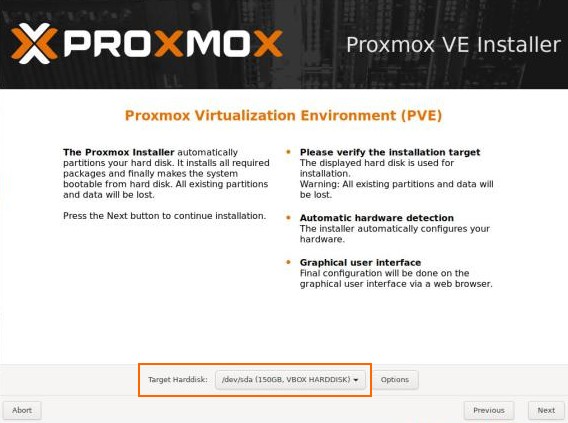 PROXMOX
Proxmox VE Installer
Proxmox Virtualization Environment (PVE)
The Proxmox Installer automatically
partitions your hard disk. It installs all required
packages and finally makes the system
bootable from hard disk. All existing partitions
and data will be lost.
Press the Next button to continue installation.
• Please verify the installation target
The displayed hard disk is used for
installation.
Warning: All existing partitions and data will
be lost.
• Automatic hardware detection
The installer automatically configures your
hardware.
• Graphical user interface
Final configuration will be done on the
graphical user interface via a web browser.
Target Harddisk: /dev/sda (150GB, VBOX HARDDISK) Options
Abort Previous Next